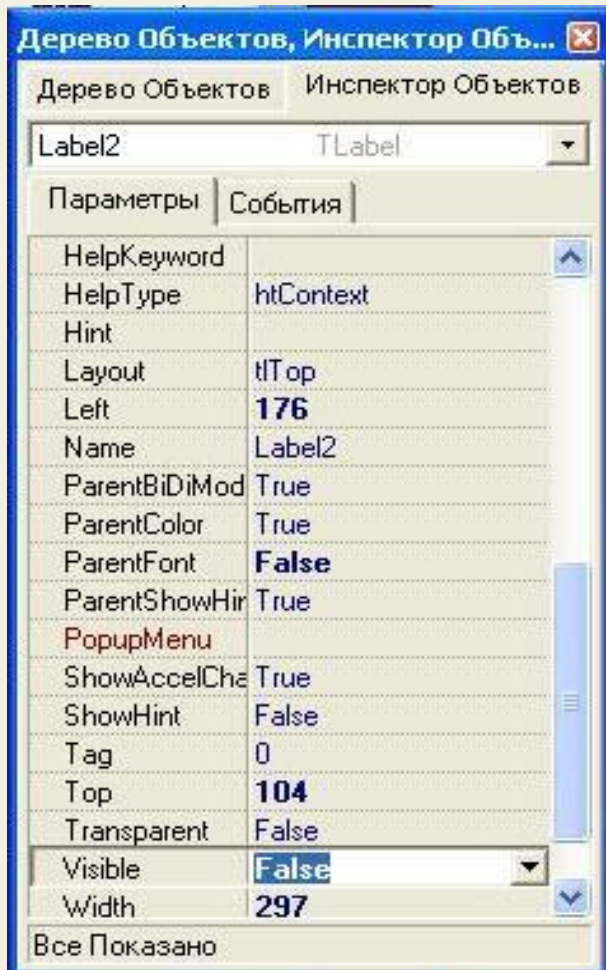 Дерево Объектов, Инспектор Объ...
Дерево Объектов Инспектор Объектов
Label2 TLabel
Параметры События
HelpKeyword
HelpType htContext
Hint
Layout tlTop
Left 176
Name Label2
ParentBiDiMod True
ParentColor True
ParentFont False
ParentShowHir True
PopupMenu
ShowAccelCha True
ShowHint False
Tag 0
Top 104
Transparent False
Visible False
Width 297
Все Показано